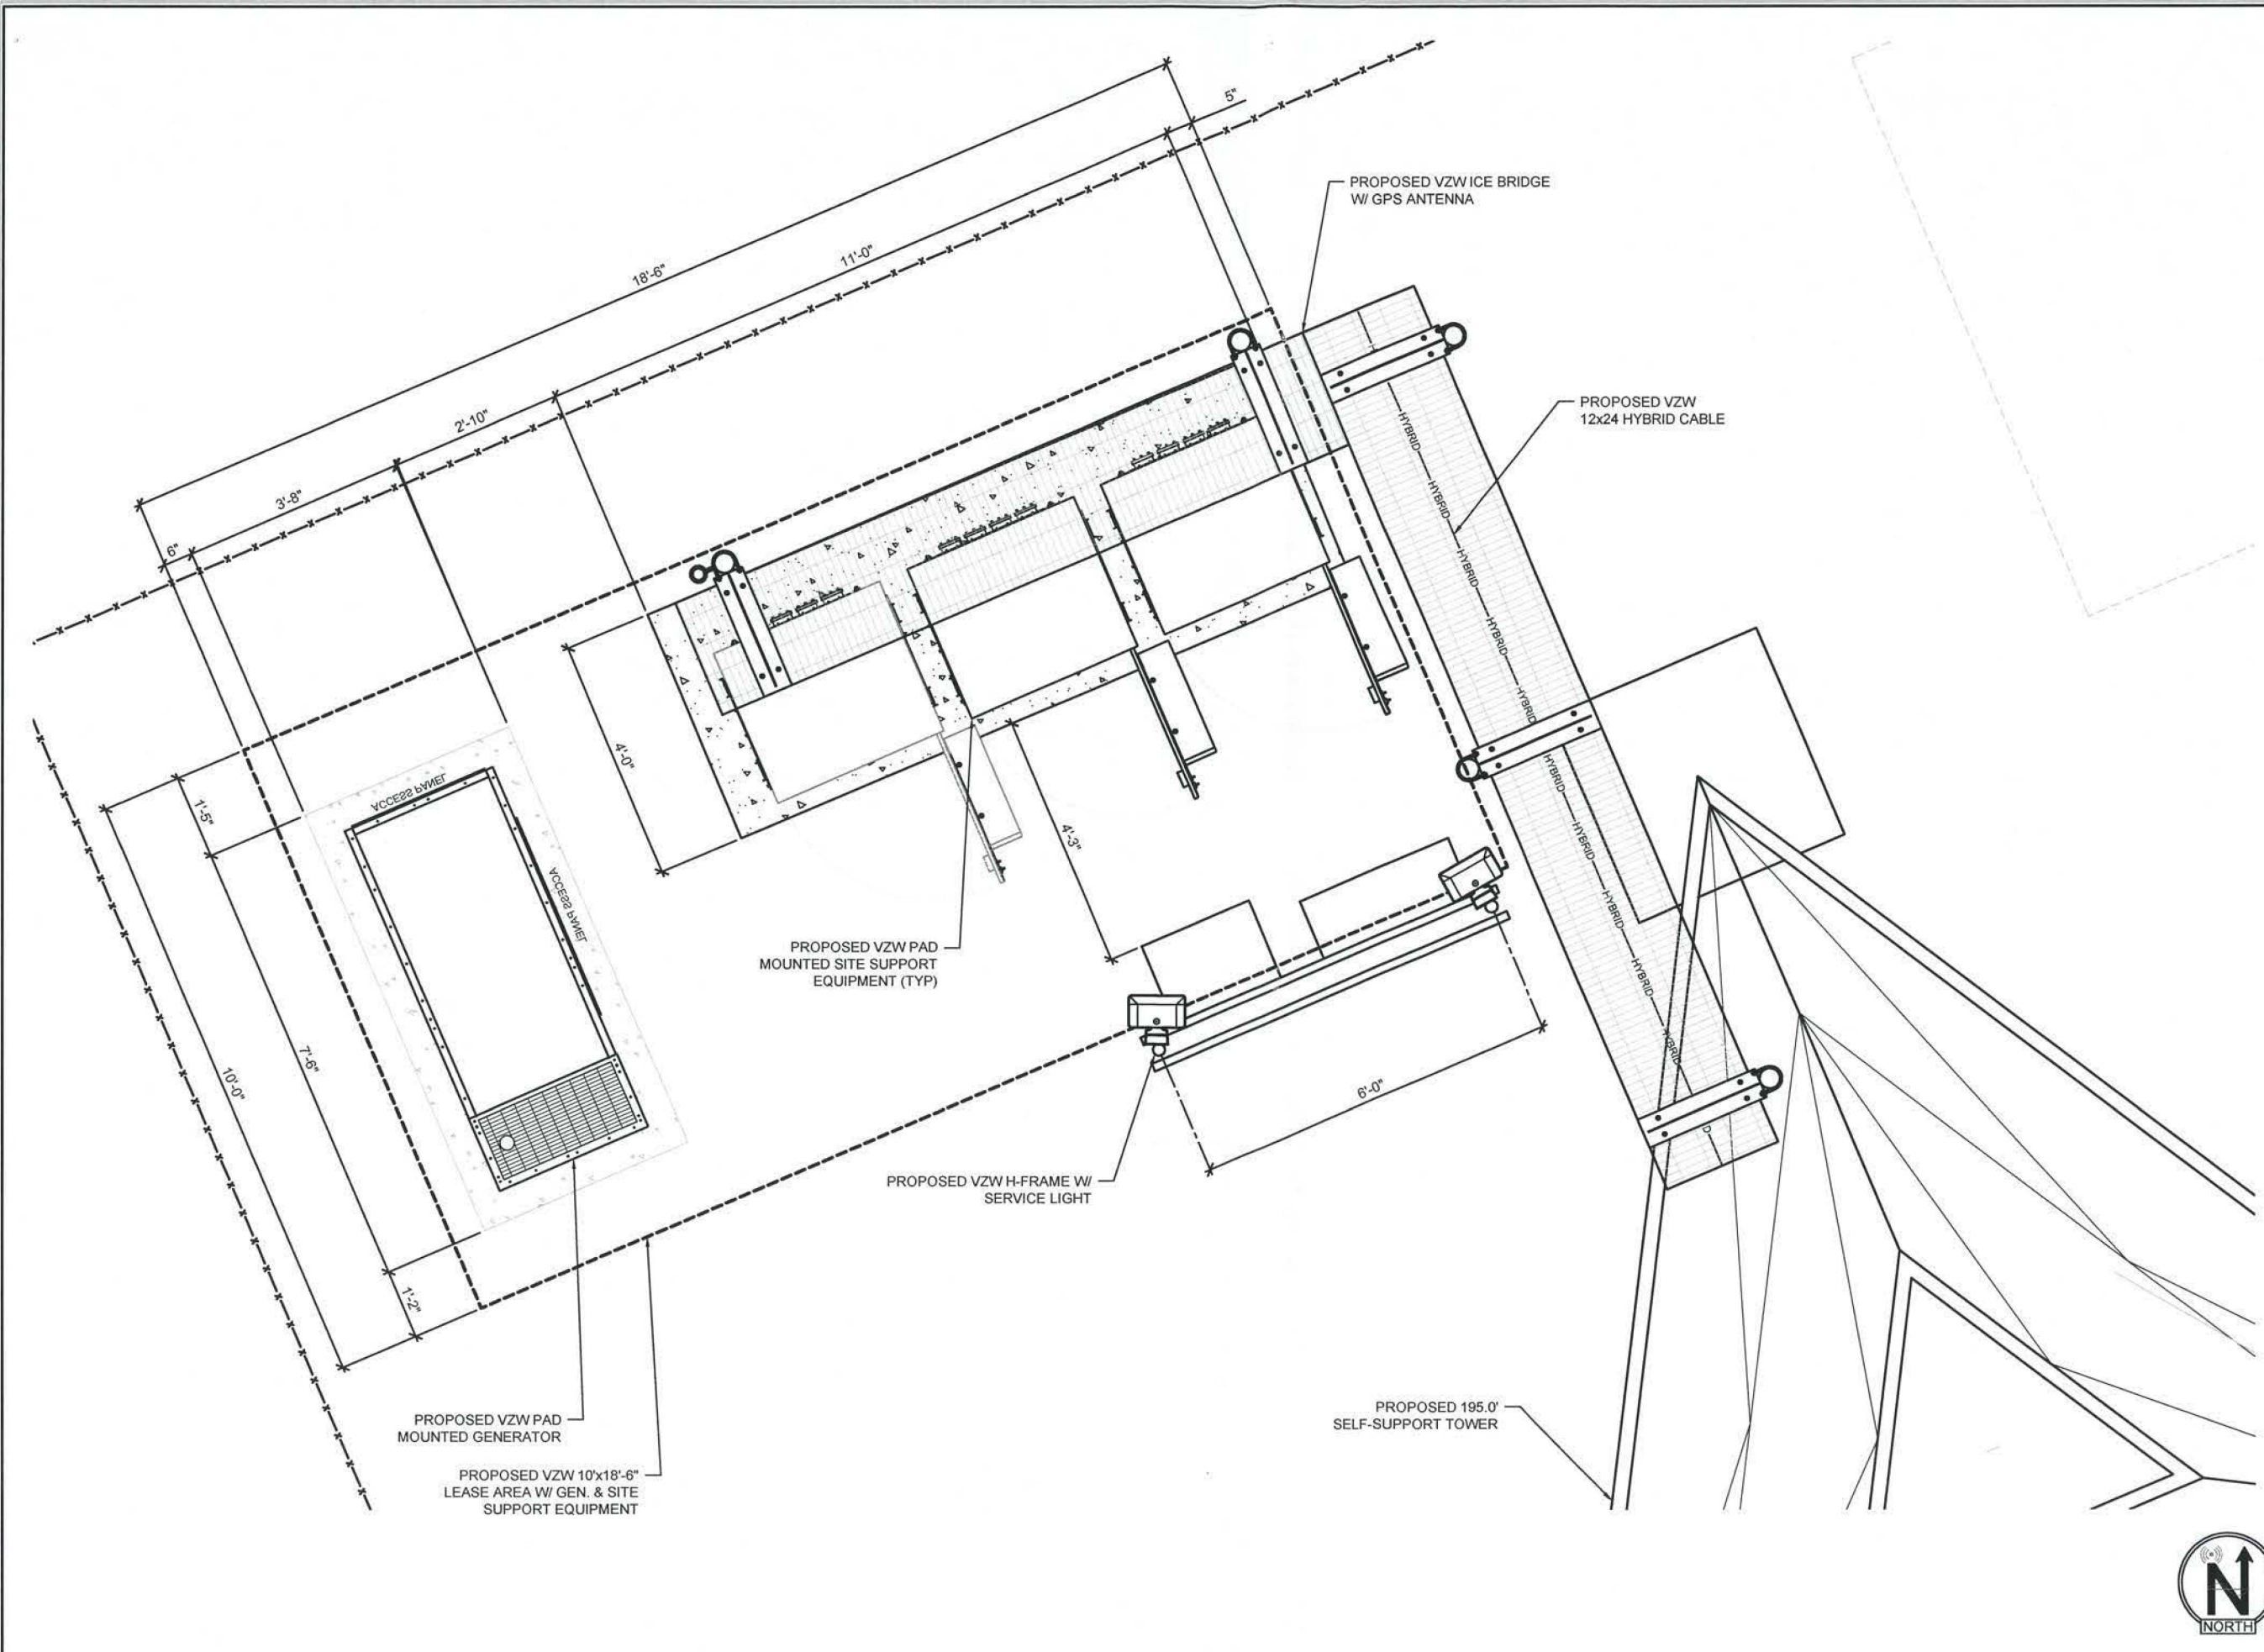 5"
PROPOSED VZW ICE BRIDGE
W/ GPS ANTENNA
11'-0"
18'-6"
PROPOSED VZW
12x24 HYBRID CABLE
2'-10"
3'-8"
6"
HYBRID
HYBRID
HYBRID
HYBRID
HYBRID
HYBRID
HYBRID
HYBRID
HYBRID
HYBRID
4'-0"
ACCESS PANEL
ACCESS PANEL
1'-5"
4'-3"
PROPOSED VZW PAD
MOUNTED SITE SUPPORT
EQUIPMENT (TYP)
7'-6"
10'-0"
6'-0"
PROPOSED VZW H-FRAME W/
SERVICE LIGHT
1'-2"
PROPOSED VZW PAD
MOUNTED GENERATOR
PROPOSED VZW 10'x18'-6"
LEASE AREA W/ GEN. & SITE
SUPPORT EQUIPMENT
PROPOSED 195.0'
SELF-SUPPORT TOWER
N
NORTH